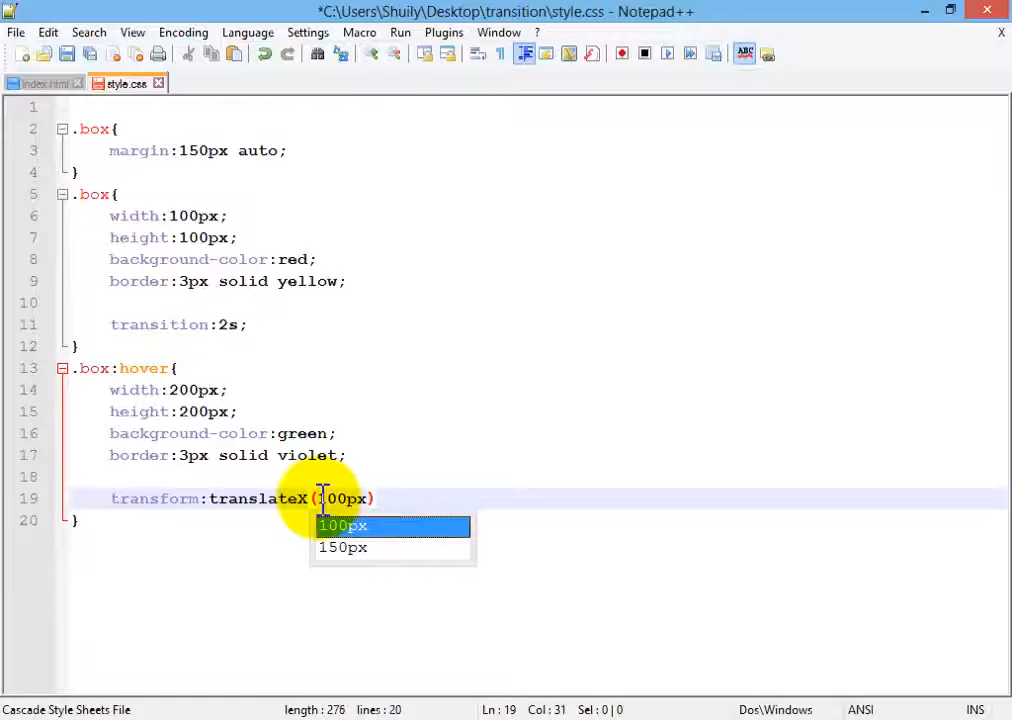 *C:\Users\Shuily\Desktop\transition\style.css - Notepad++
File Edit Search View Encoding Language Settings Macro Run Plugins Window ? X
ABC
index.html style.css
1
2 .box{
3 margin:150px auto;
4 }
5 .box{
6 width:100px;
7 height:100px;
8 background-color:red;
9 border:3px solid yellow;
10
11 transition:2s;
12 }
13 .box:hover{
14 width:200px;
15 height:200px;
16 background-color:green;
17 border:3px solid violet;
18
19 transform:translateX(100px)
20 }
100px
150px
Cascade Style Sheets File length : 276 lines : 20 Ln : 19 Col : 31 Sel : 0 | 0 Dos\Windows ANSI INS